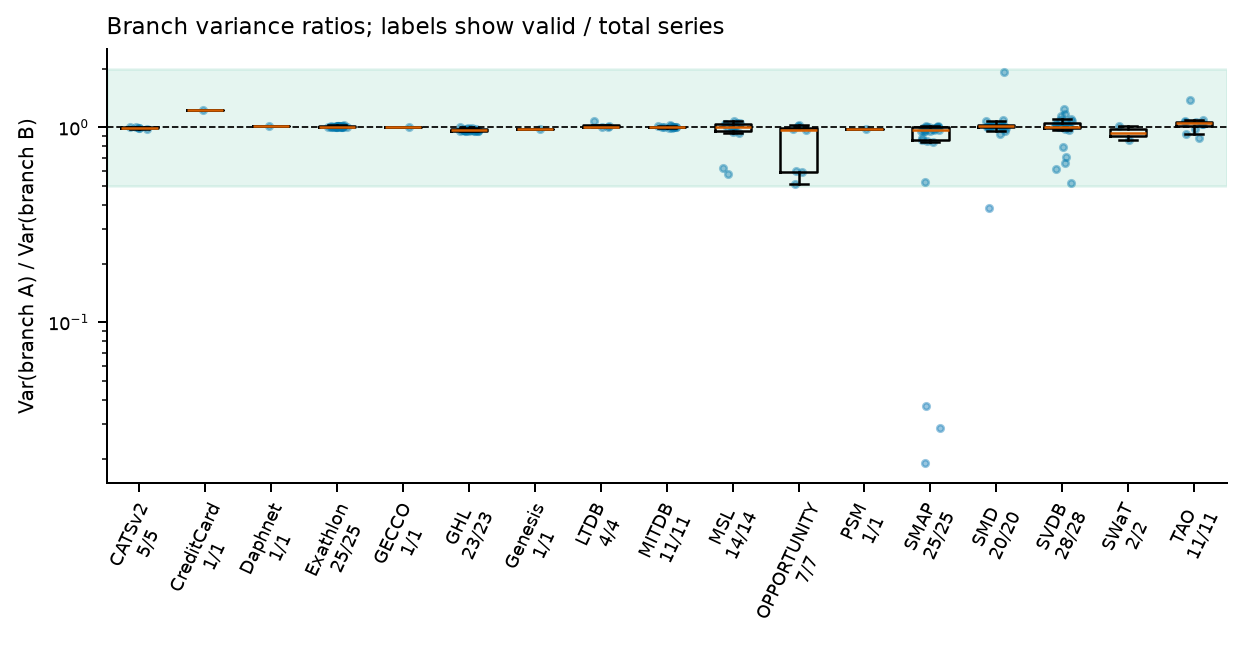 Branch variance ratios; labels show valid / total series
Var(branch A) / Var(branch B)
10⁰
10⁻¹
CATSv2
5/5
CreditCard
1/1
Daphnet
1/1
Exathlon
25/25
GECCO
1/1
GHL
23/23
Genesis
1/1
LTDB
4/4
MITDB
11/11
MSL
14/14
OPPORTUNITY
7/7
PSM
1/1
SMAP
25/25
SMD
20/20
SVDB
28/28
SWaT
2/2
TAO
11/11